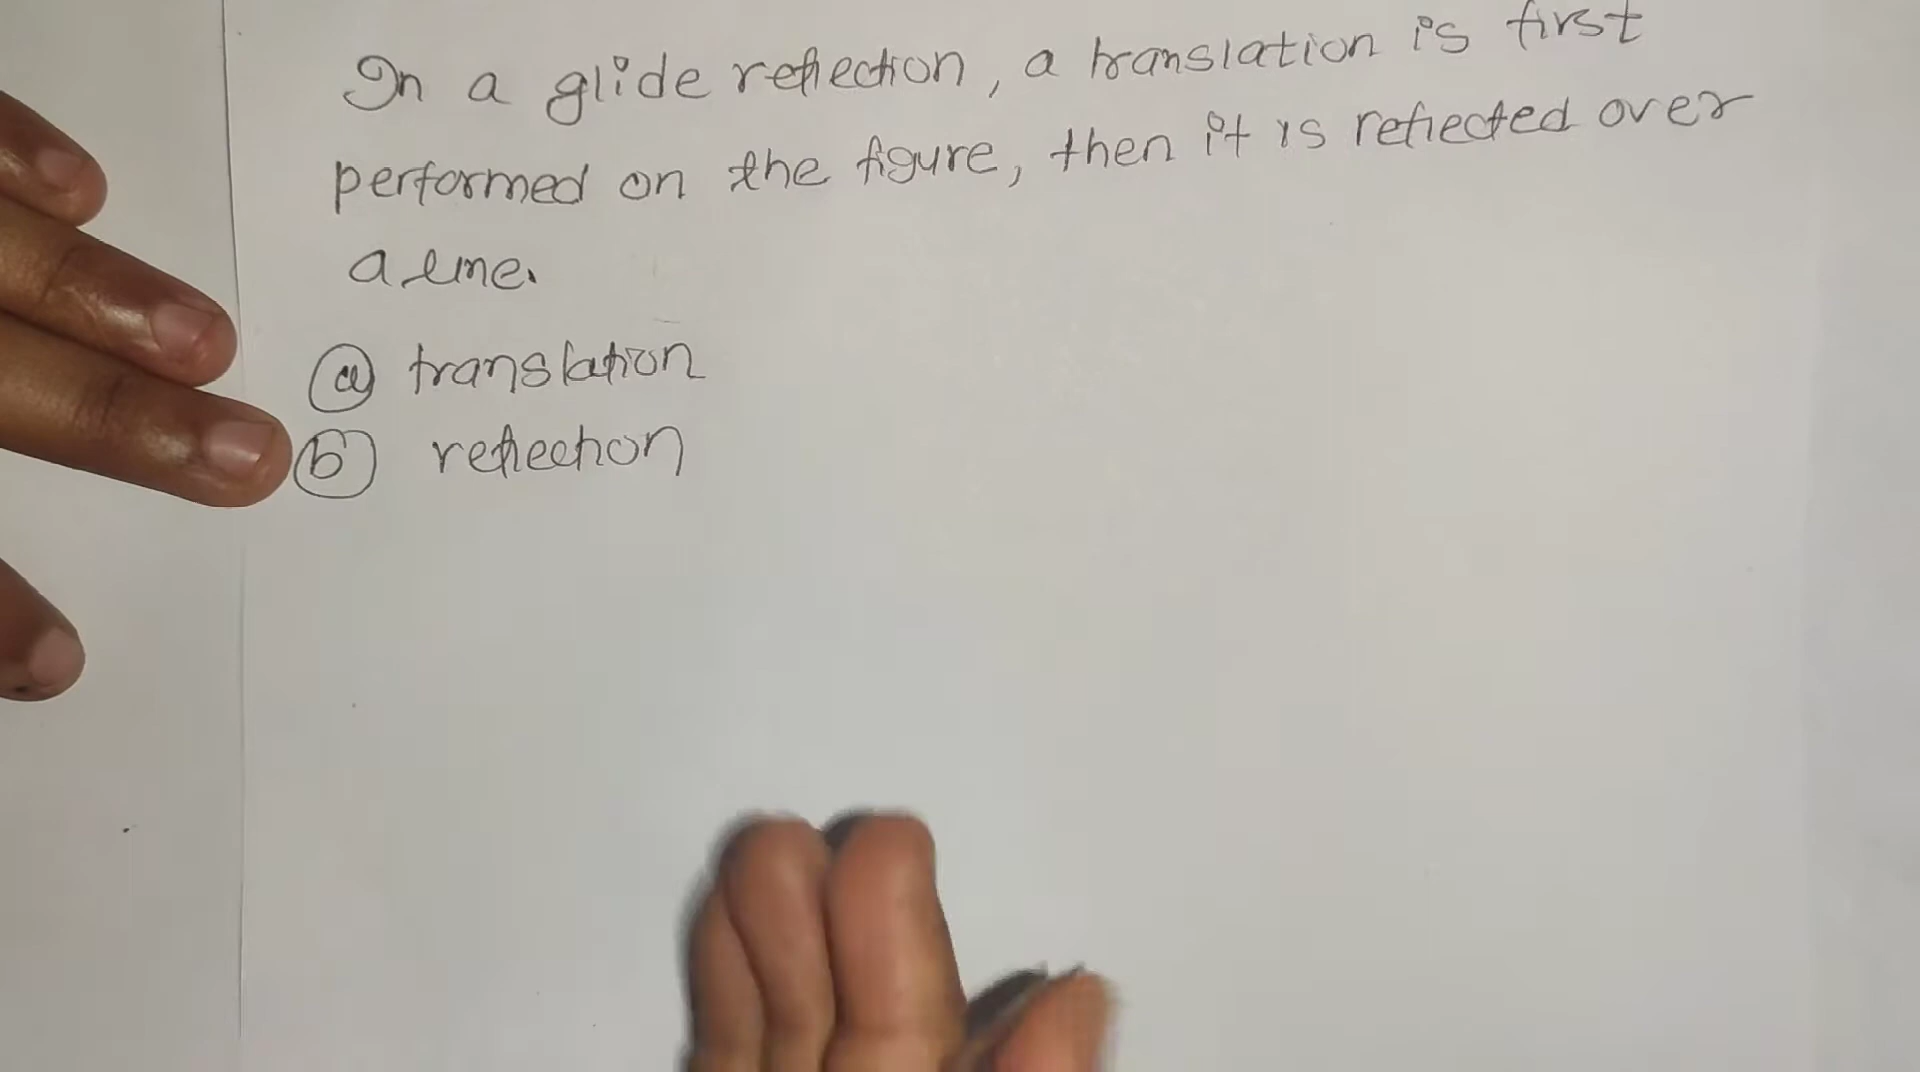 In a glide reflection, a translation is first
performed on the figure, then it is reflected over
a line.
(a) translation
(b) reflection